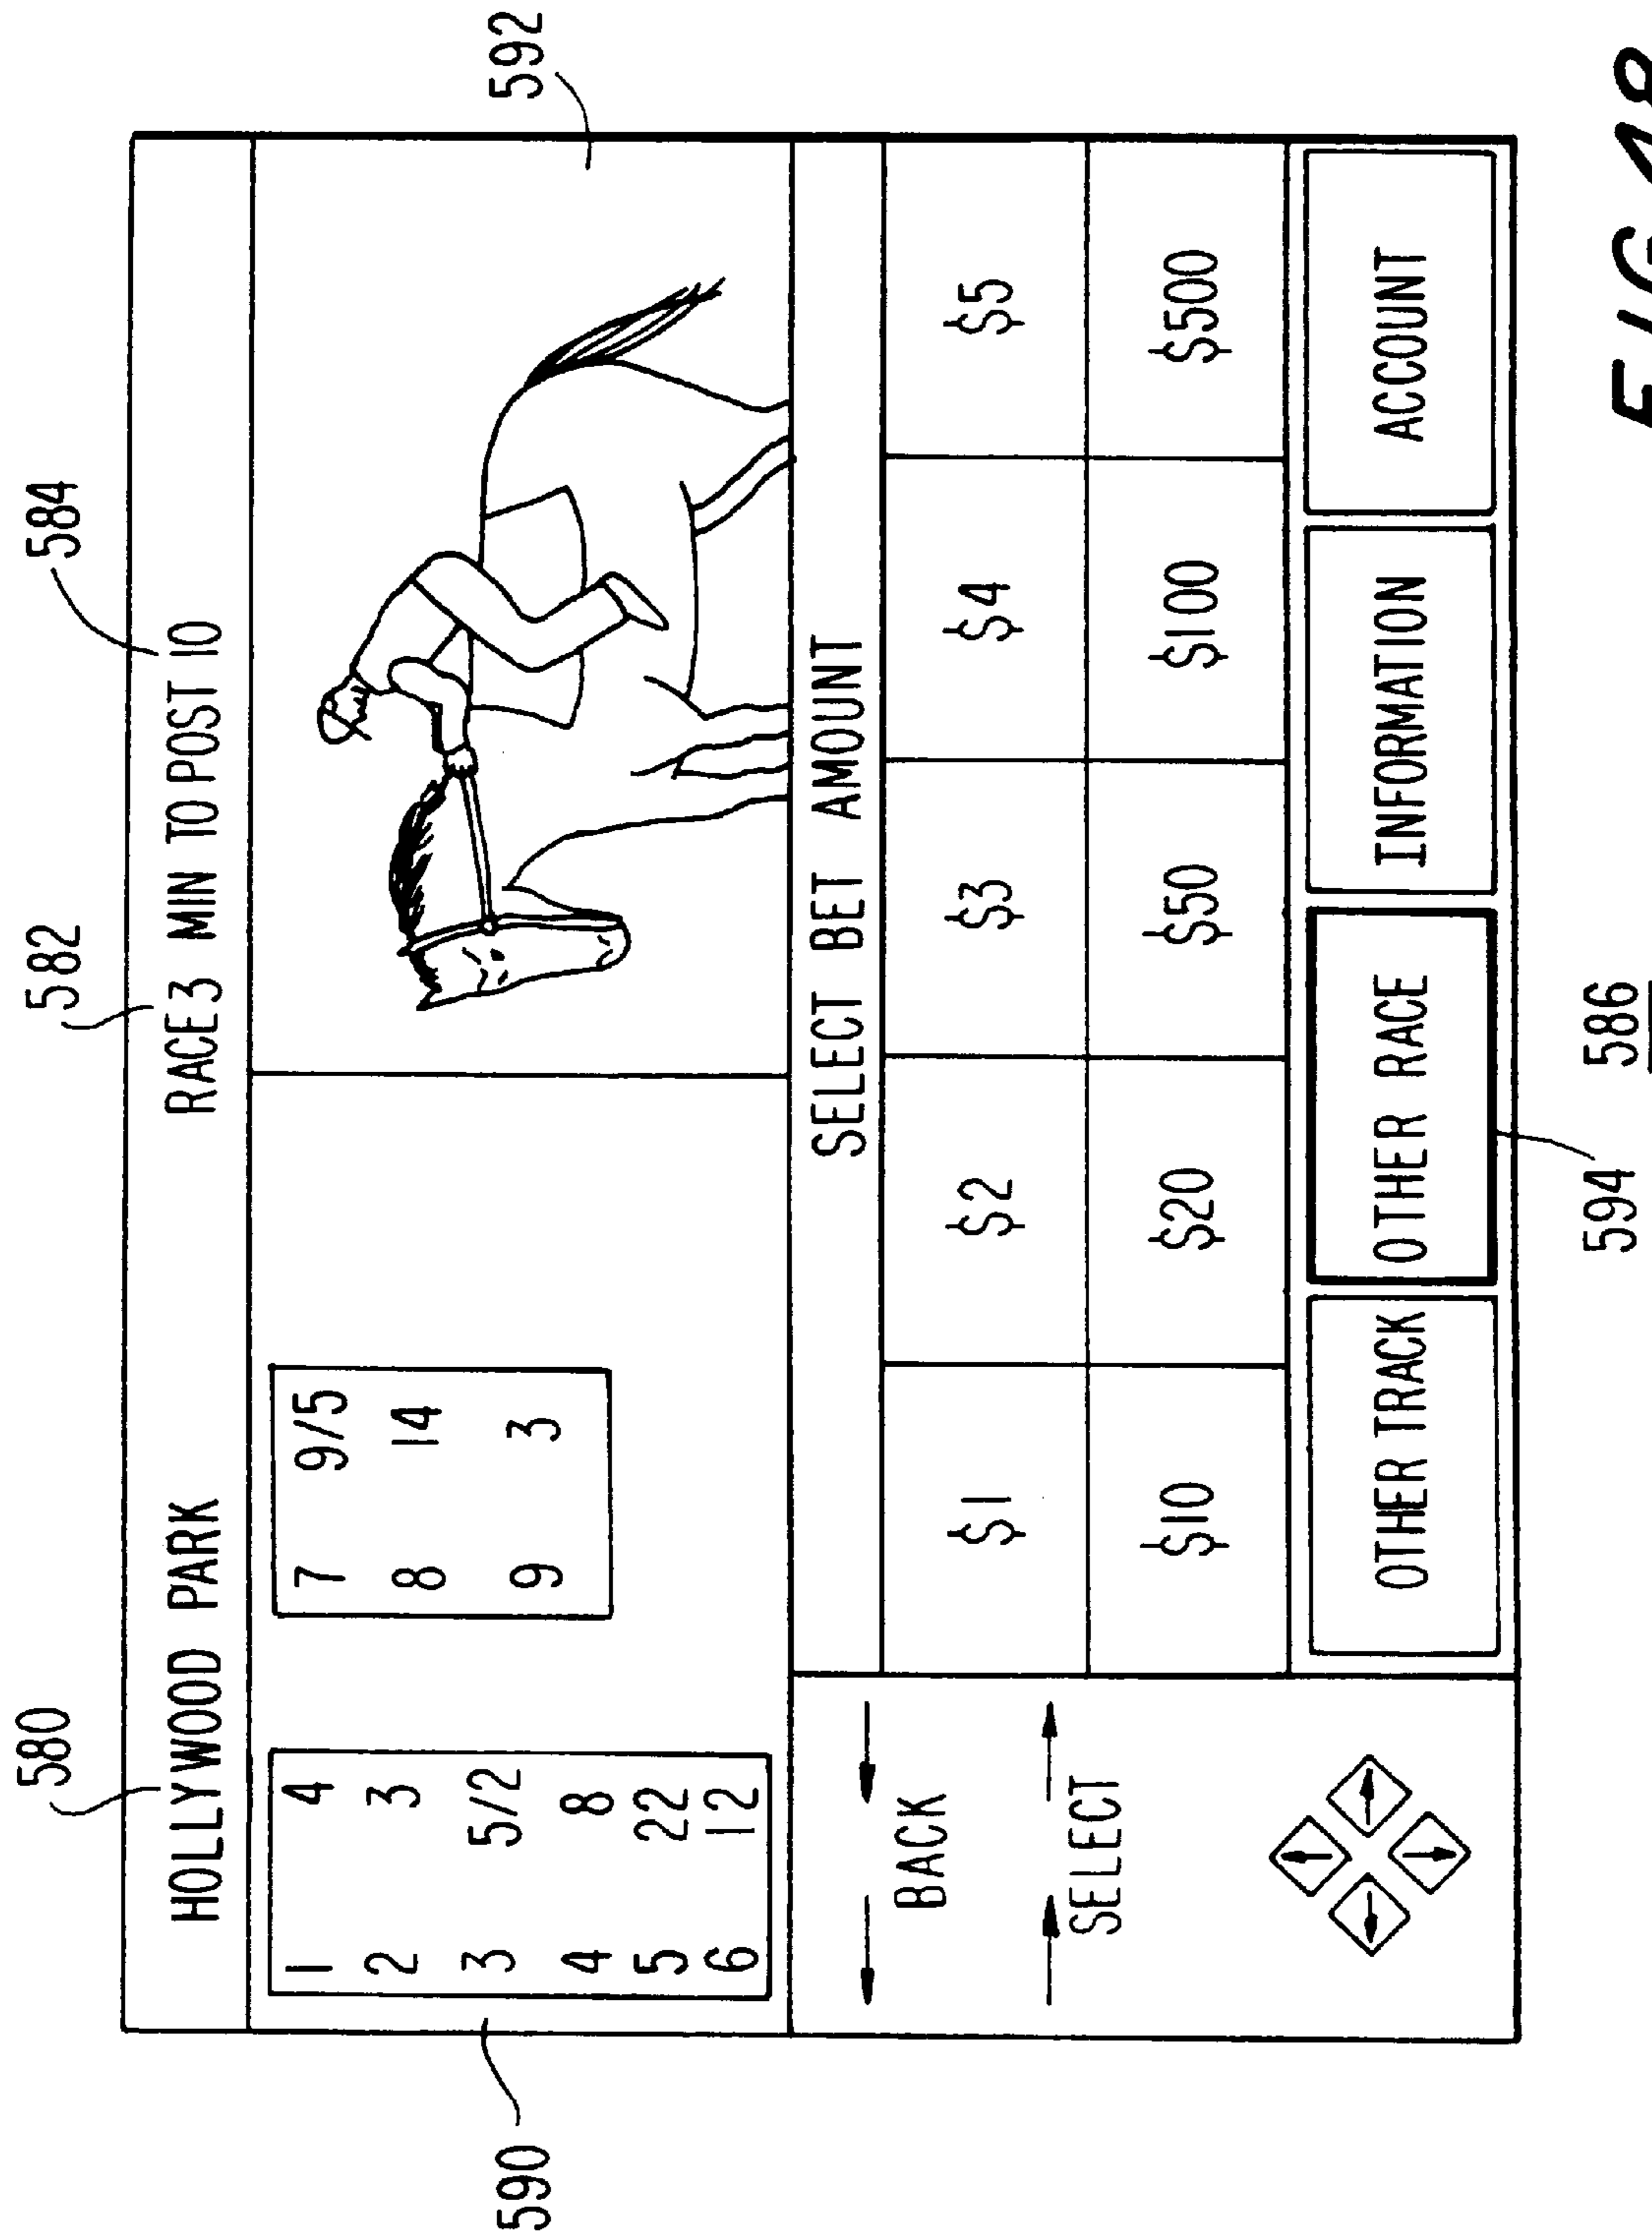 580 582 584
HOLLYWOOD PARK RACE 3 MIN TO POST 10
1 4
2 3
3 5/2
4 8
5 22
6 12
7 9/5
8 14
9 3
590
592
BACK
SELECT
SELECT BET AMOUNT
$1 $2 $3 $4 $5
$10 $20 $50 $100 $500
OTHER TRACK OTHER RACE INFORMATION ACCOUNT
594
586
FIG. 48